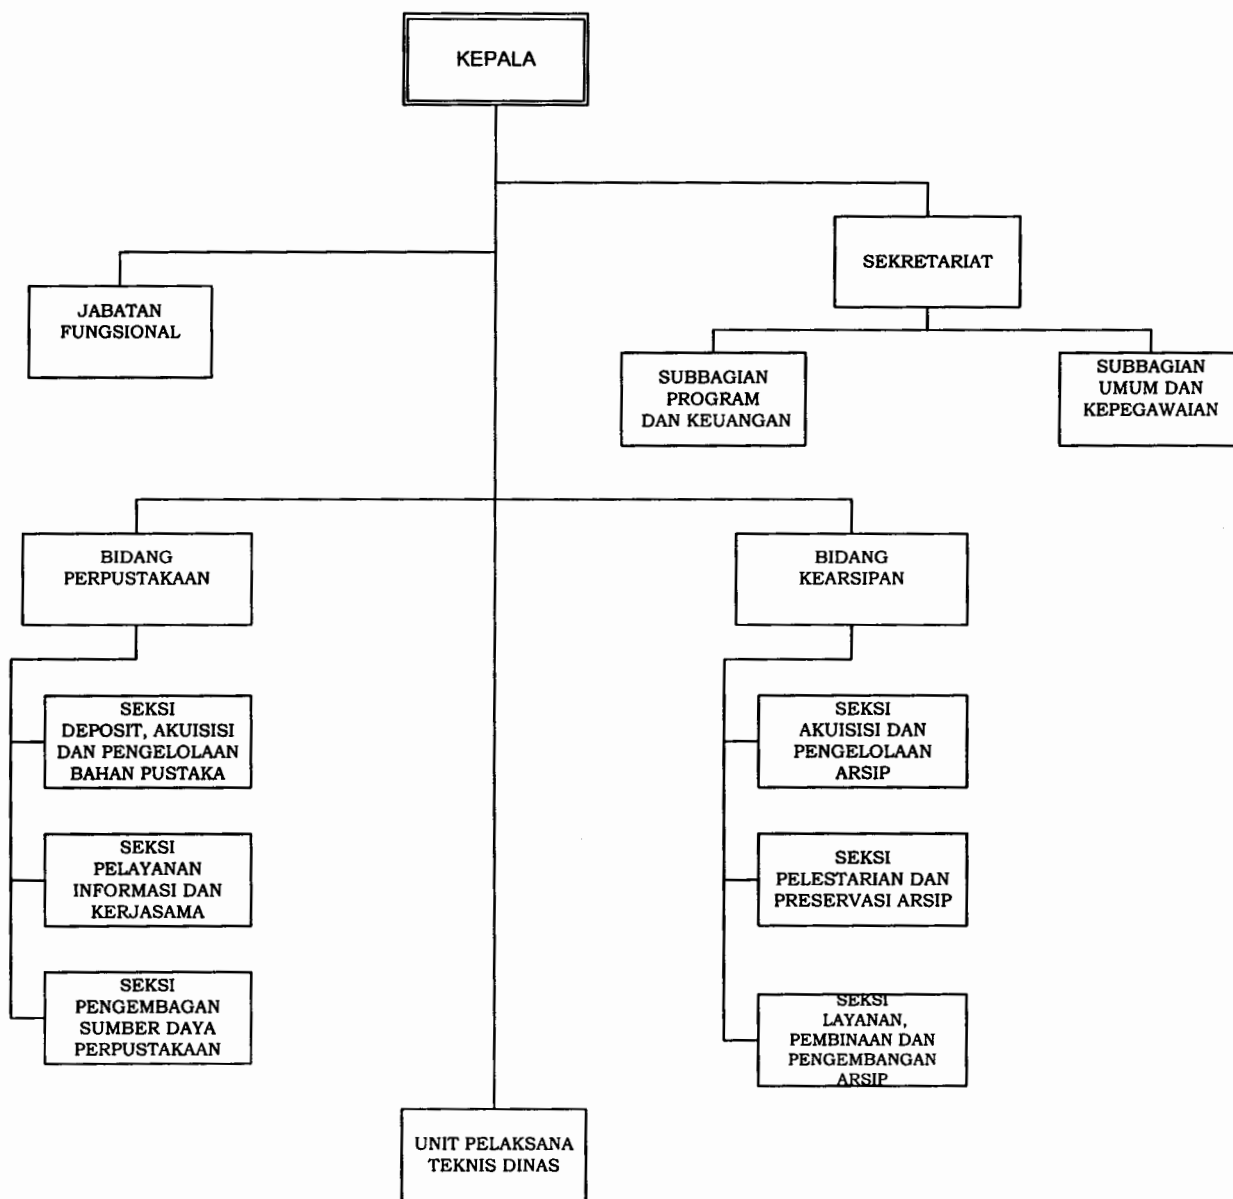 KEPALA
SEKRETARIAT
JABATAN
FUNGSIONAL
SUBBAGIAN
PROGRAM
DAN KEUANGAN
SUBBAGIAN
UMUM DAN
KEPEGAWAIAN
BIDANG
PERPUSTAKAAN
BIDANG
KEARSIPAN
SEKSI
DEPOSIT, AKUISISI
DAN PENGELOLAAN
BAHAN PUSTAKA
SEKSI
AKUISISI DAN
PENGELOLAAN
ARSIP
SEKSI
PELAYANAN
INFORMASI DAN
KERJASAMA
SEKSI
PELESTARIAN DAN
PRESERVASI ARSIP
SEKSI
PENGEMBAGAN
SUMBER DAYA
PERPUSTAKAAN
SEKSI
LAYANAN,
PEMBINAAN DAN
PENGEMBANGAN
ARSIP
UNIT PELAKSANA
TEKNIS DINAS